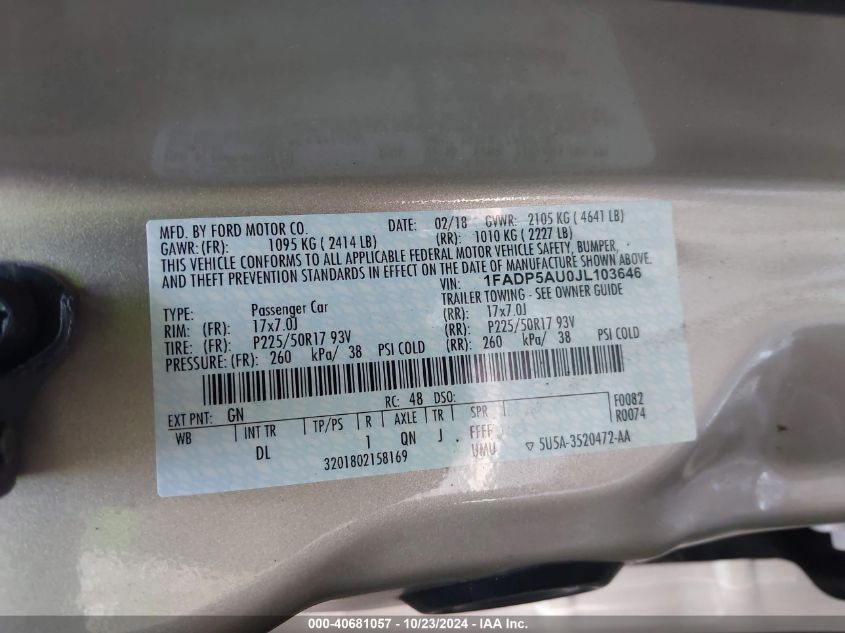 MFD. BY FORD MOTOR CO. DATE: 02/18 GVWR: 2105 KG ( 4641 LB)
GAWR: (FR): 1095 KG ( 2414 LB) (RR): 1010 KG ( 2227 LB)
THIS VEHICLE CONFORMS TO ALL APPLICABLE FEDERAL MOTOR VEHICLE SAFETY, BUMPER,
AND THEFT PREVENTION STANDARDS IN EFFECT ON THE DATE OF MANUFACTURE SHOWN ABOVE.
VIN: 1FADP5AU0JL103646
TYPE: Passenger Car TRAILER TOWING - SEE OWNER GUIDE
RIM: (FR): 17x7.0J (RR): 17x7.0J
TIRE: (FR): P225/50R17 93V (RR): P225/50R17 93V
PRESSURE: (FR): 260 kPa/ 38 PSI COLD (RR): 260 kPa/ 38 PSI COLD
EXT PNT: GN RC: 48 DSO: F0082
WB INT TR TP/PS R AXLE TR SPR R0074
DL 1 QN J . FFFF
3201802158169 UMU ▽ 5U5A-3520472-AA
000-40681057 - 10/23/2024 - IAA Inc.